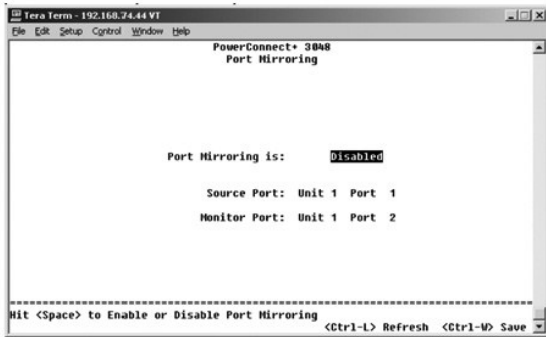 Tera Term - 192.168.74.44 VT
File Edit Setup Control Window Help
PowerConnect+ 3048
Port Mirroring
Port Mirroring is: Disabled
Source Port: Unit 1 Port 1
Monitor Port: Unit 1 Port 2
Hit <Space> to Enable or Disable Port Mirroring
<Ctrl-L> Refresh <Ctrl-W> Save